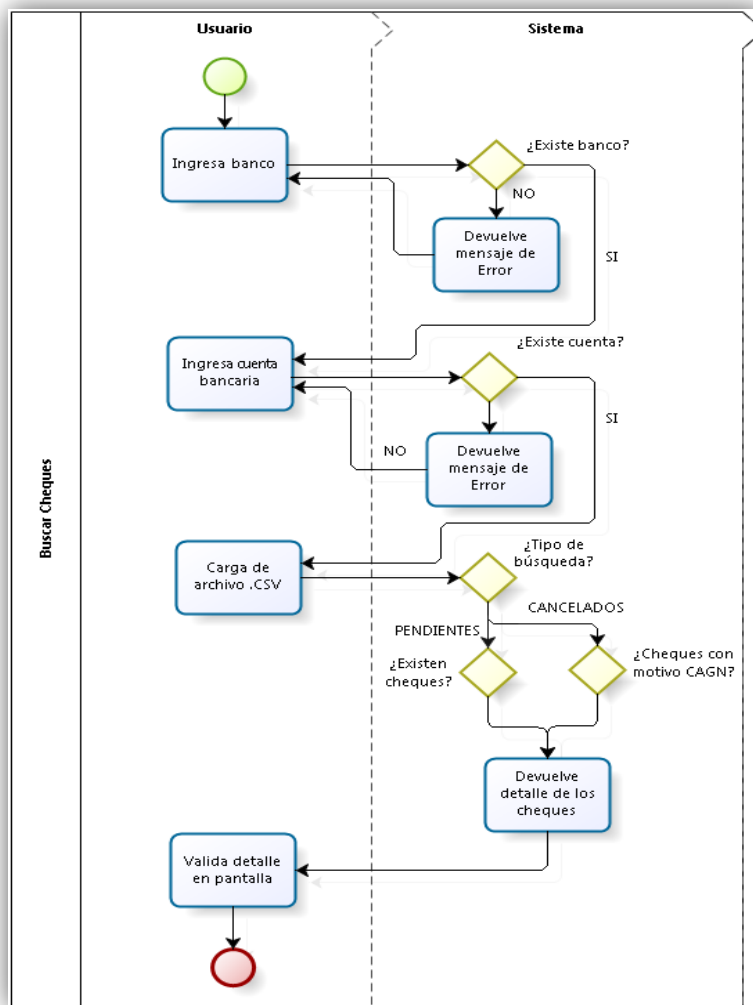 Usuario
Sistema
Buscar Cheques
Ingresa banco
¿Existe banco?
NO
Devuelve
mensaje de
Error
SI
Ingresa cuenta
bancaria
¿Existe cuenta?
NO
Devuelve
mensaje de
Error
SI
Carga de
archivo .CSV
¿Tipo de
búsqueda?
CANCELADOS
PENDIENTES
¿Existen
cheques?
¿Cheques con
motivo CAGN?
Devuelve
detalle de los
cheques
Valida detalle
en pantalla